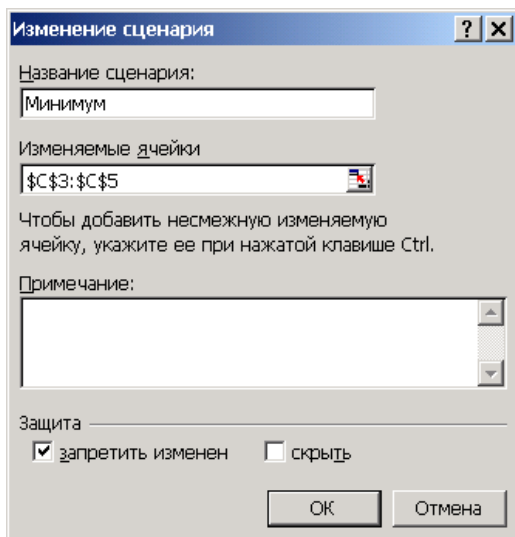 Изменение сценария
Название сценария:
Минимум
Изменяемые ячейки
$C$3:$C$5
Чтобы добавить несмежную изменяемую
ячейку, укажите ее при нажатой клавише Ctrl.
Примечание:
Защита
запретить изменен скрыть
ОК Отмена